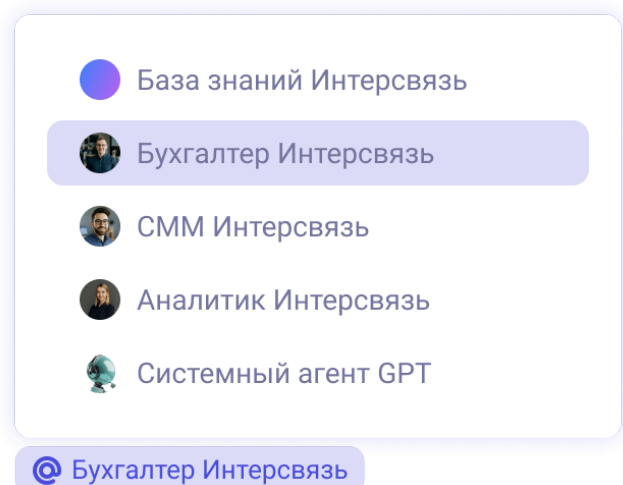 База знаний Интерсвязь
Бухгалтер Интерсвязь
СММ Интерсвязь
Аналитик Интерсвязь
Системный агент GPT
@ Бухгалтер Интерсвязь